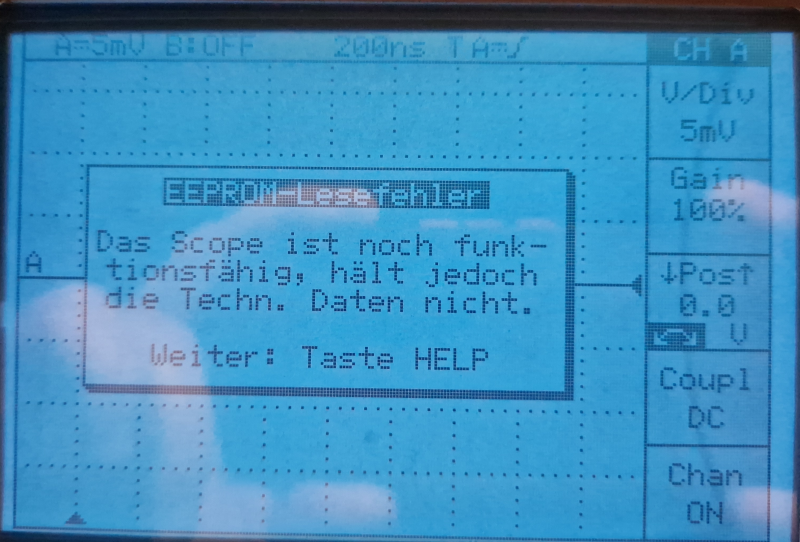 A=5mV B:OFF 200ns T A=∫
CH A
V/Div
5mV
Gain
100%
↓Pos↑
0.0
V
Coupl
DC
Chan
ON
A
EEPROM-Lesefehler
Das Scope ist noch funk-
tionsfähig, hält jedoch
die Techn. Daten nicht.
Weiter: Taste HELP